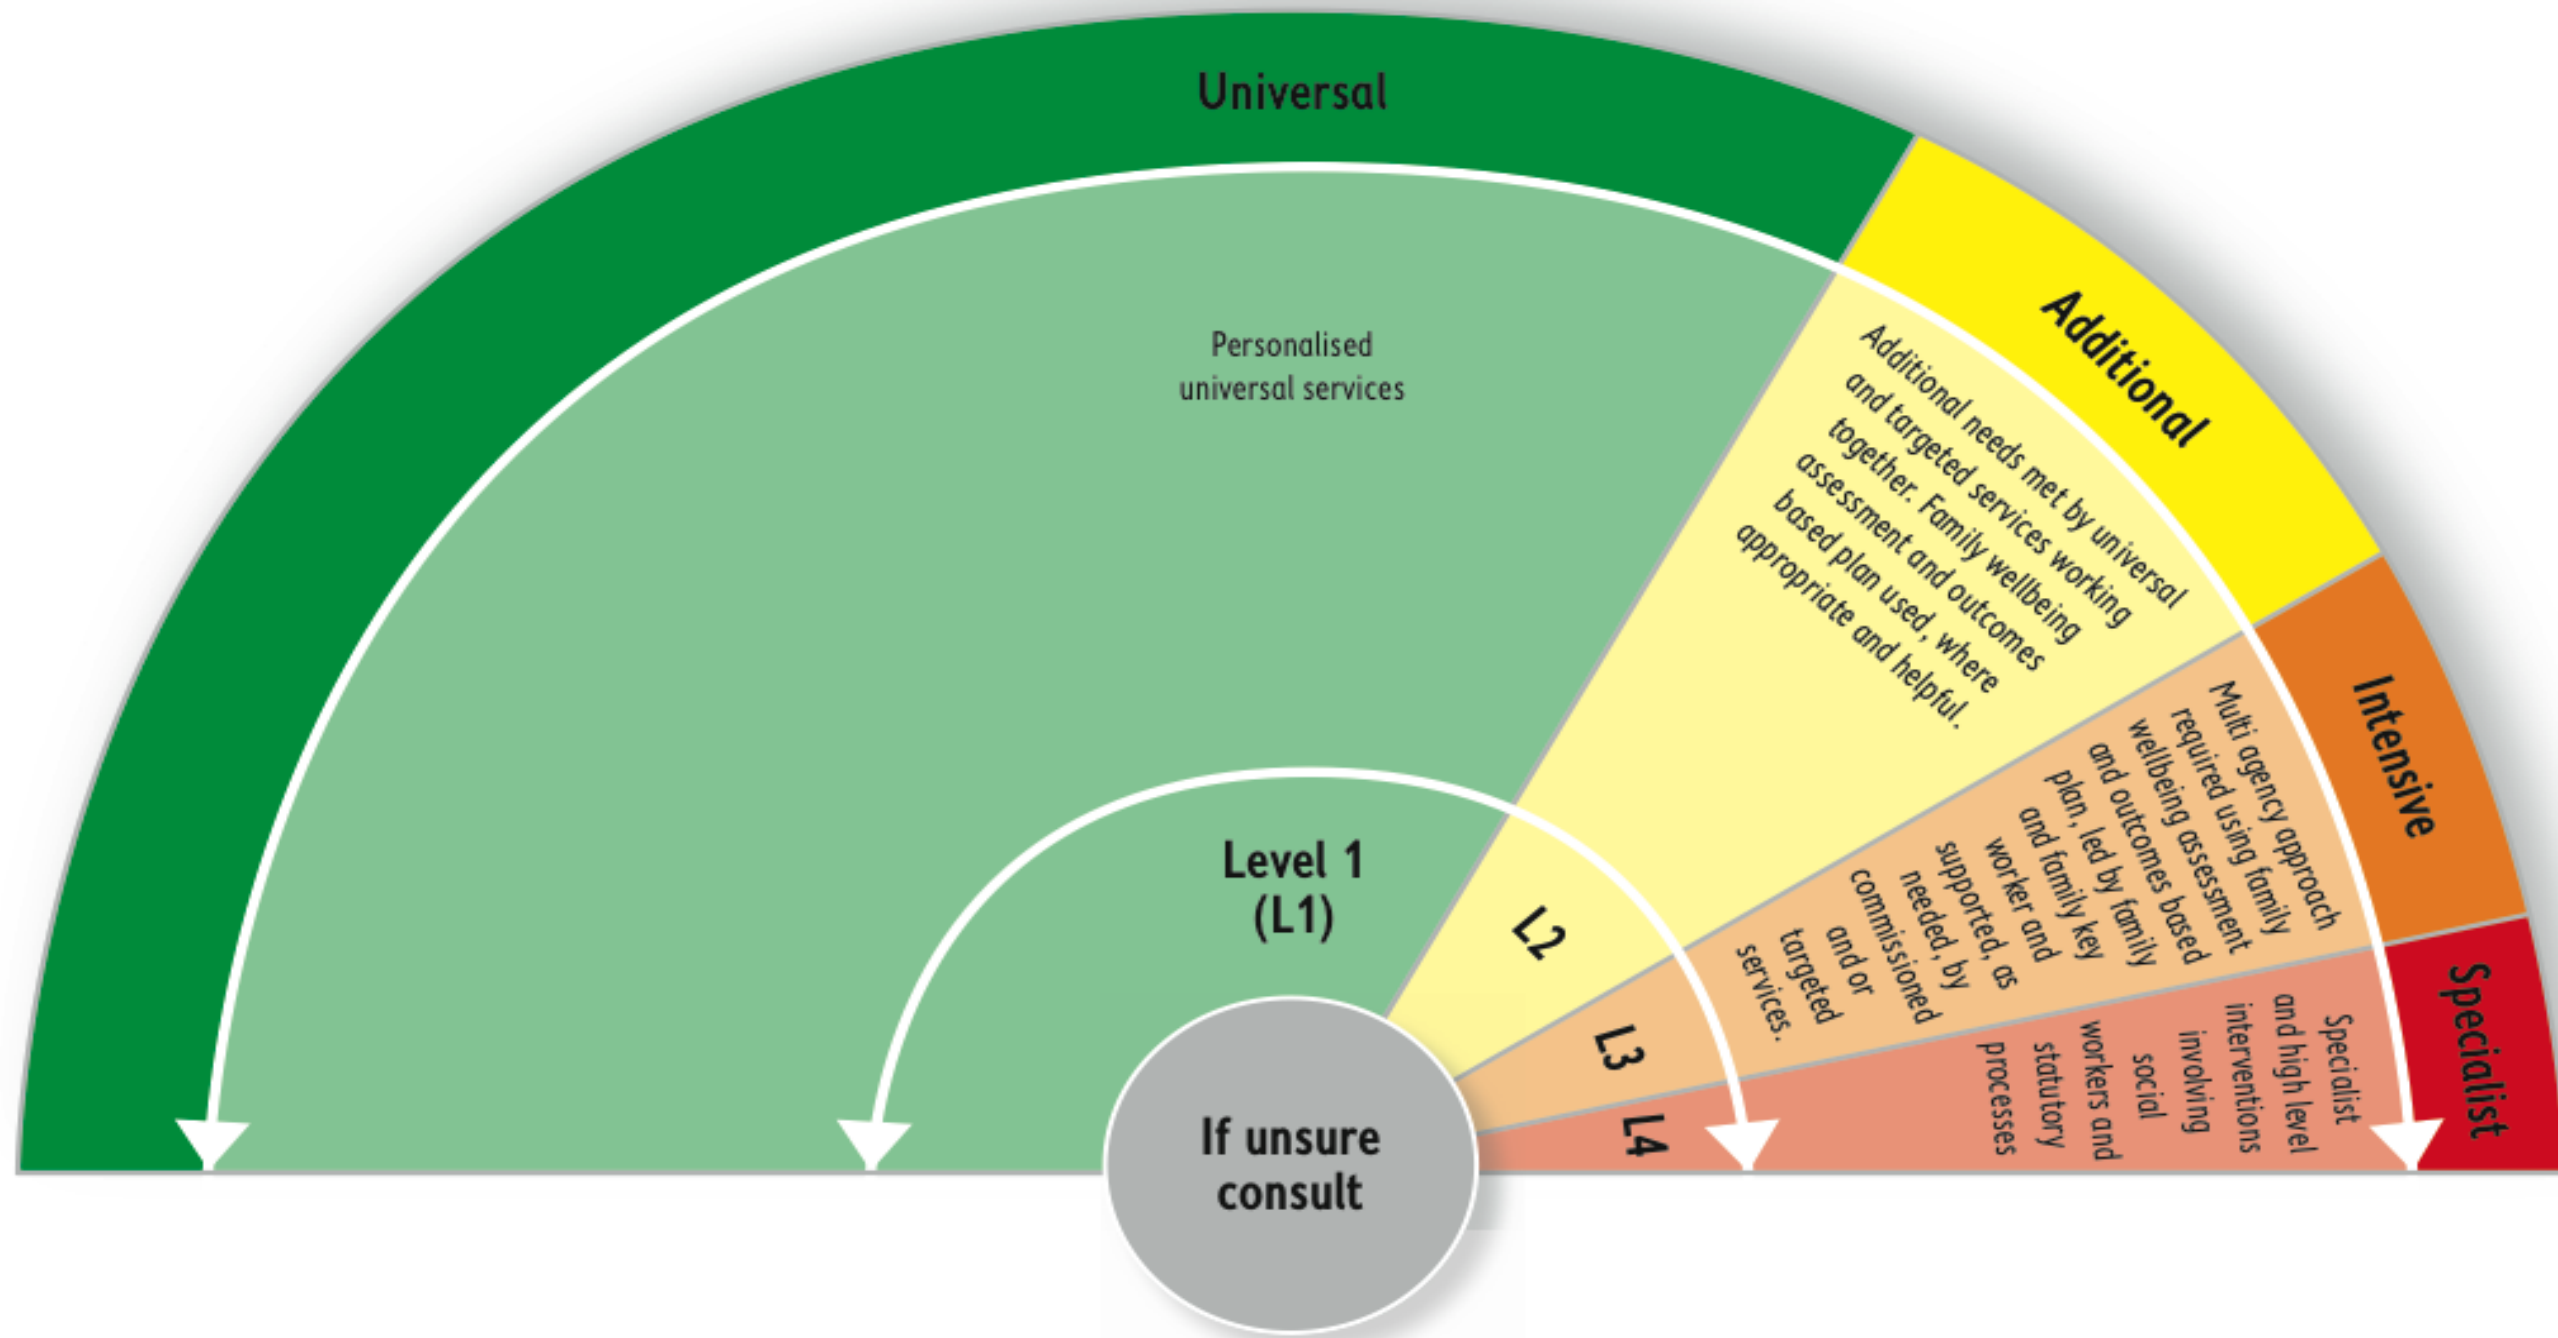 Universal
Personalised
universal services
Level 1
(L1)
Additional
Additional needs met by universal
and targeted services working
together. Family wellbeing
assessment and outcomes
based plan used, where
appropriate and helpful.
L2
Intensive
Multi agency approach
required using family
wellbeing assessment
and outcomes based
plan, led by family
and family key
worker and
supported, as
needed, by
commissioned
and or
targeted
services.
L3
Specialist
Specialist
and high level
interventions
involving
social
workers and
statutory
processes
L4
If unsure
consult